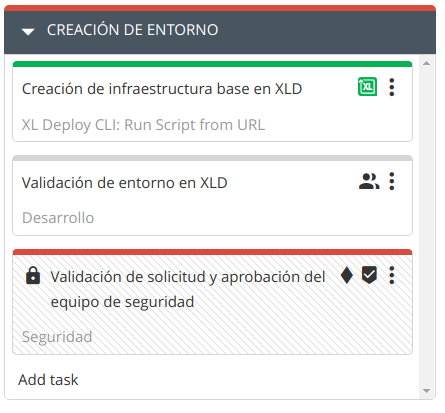 CREACIÓN DE ENTORNO
Creación de infraestructura base en XLD
XL
XL Deploy CLI: Run Script from URL
Validación de entorno en XLD
Desarrollo
Validación de solicitud y aprobación del
equipo de seguridad
Seguridad
Add task